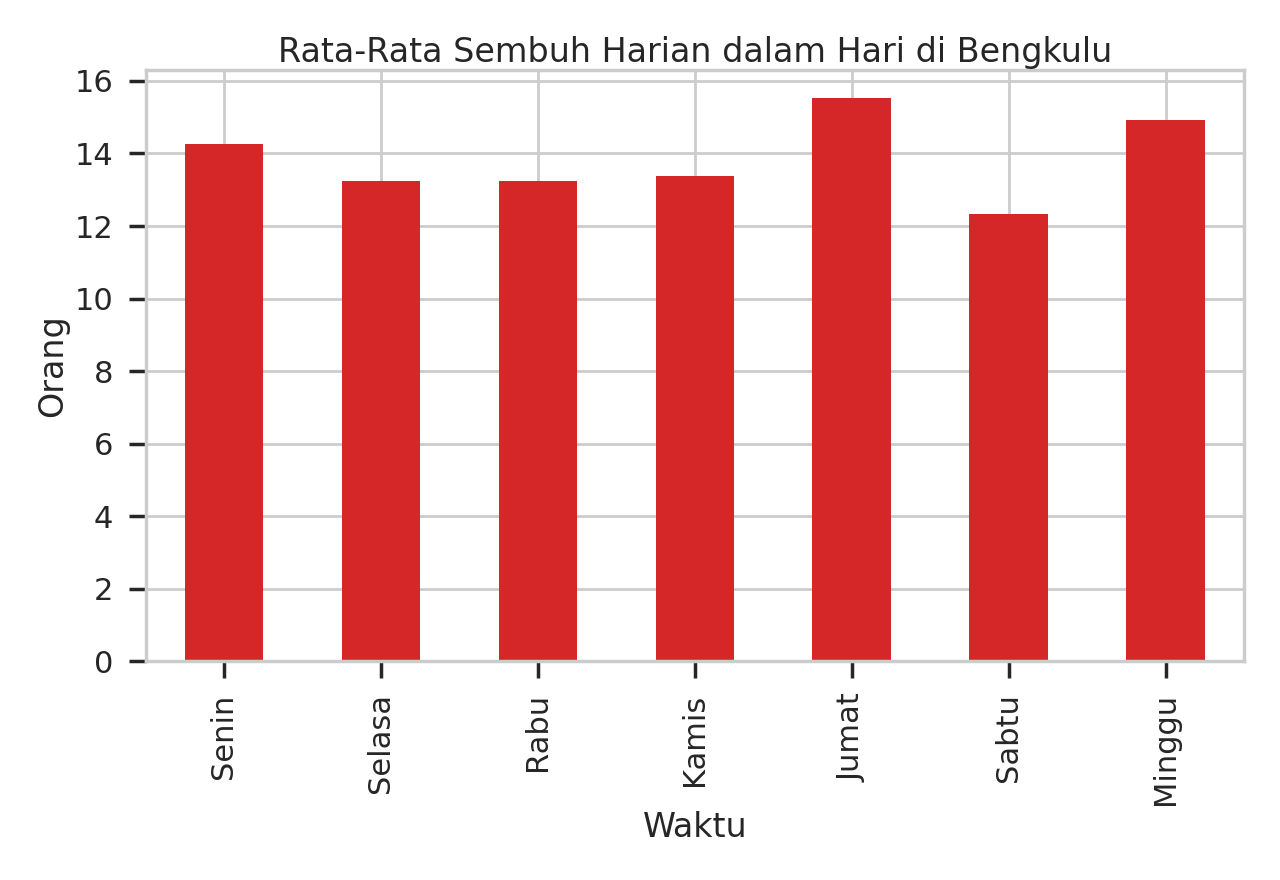 Rata-Rata Sembuh Harian dalam Hari di Bengkulu
16
14
12
10
8
6
4
2
0
Orang
Senin
Selasa
Rabu
Kamis
Jumat
Sabtu
Minggu
Waktu